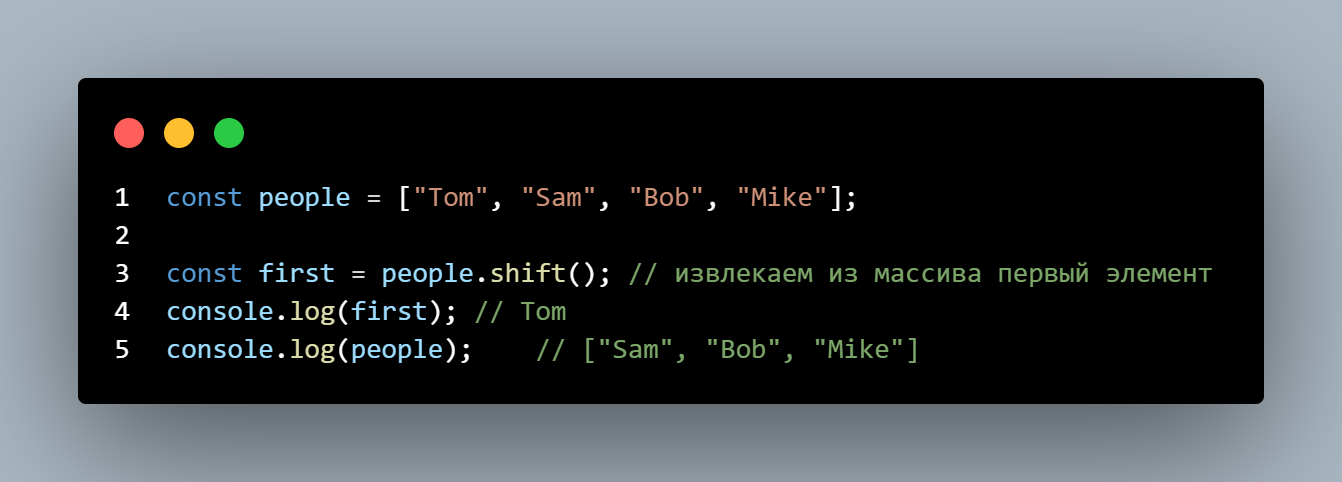 1 const people = ["Tom", "Sam", "Bob", "Mike"];
2
3 const first = people.shift(); // извлекаем из массива первый элемент
4 console.log(first); // Tom
5 console.log(people);    // ["Sam", "Bob", "Mike"]